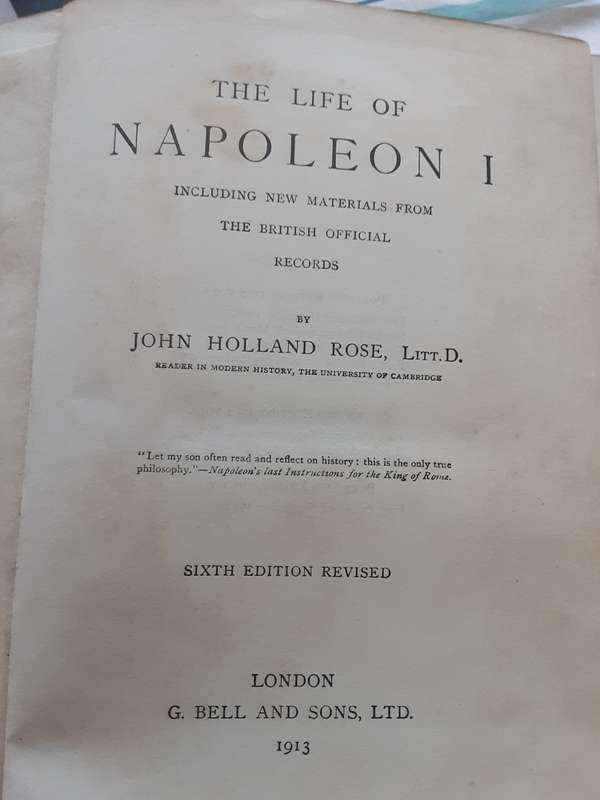 THE LIFE OF
NAPOLEON I
INCLUDING NEW MATERIALS FROM
THE BRITISH OFFICIAL
RECORDS
BY
JOHN HOLLAND ROSE, LITT.D.
READER IN MODERN HISTORY, THE UNIVERSITY OF CAMBRIDGE
"Let my son often read and reflect on history: this is the only true
philosophy."—Napoleon's last Instructions for the King of Rome.
SIXTH EDITION REVISED
LONDON
G. BELL AND SONS, LTD.
1913